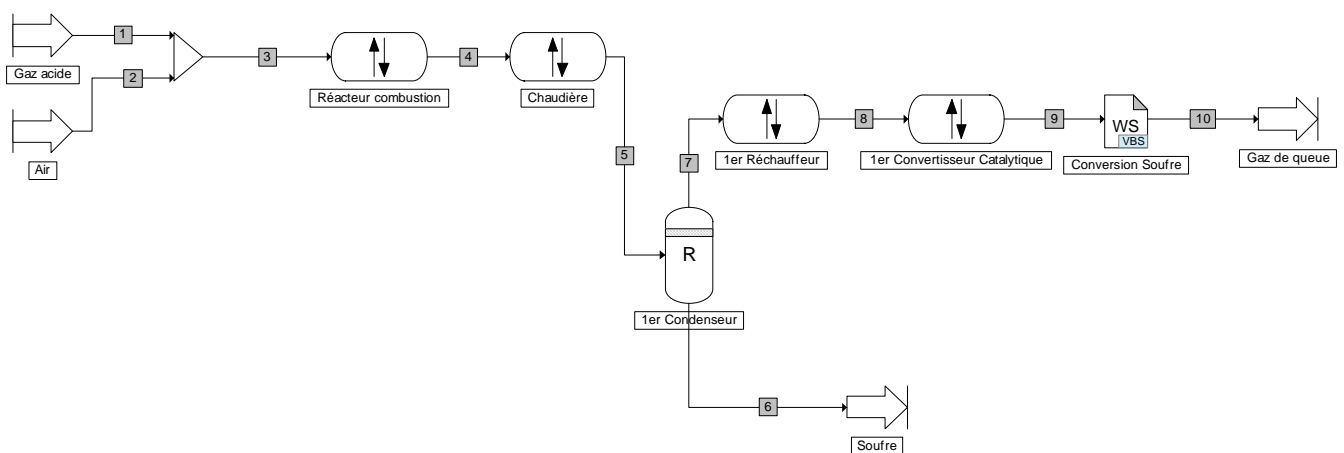 1
Gaz acide
2
Air
3
Réacteur combustion
4
Chaudière
5
7
R
1er Condenseur
6
Soufre
1er Réchauffeur
8
1er Convertisseur Catalytique
9
WS
VBS
Conversion Soufre
10
Gaz de queue